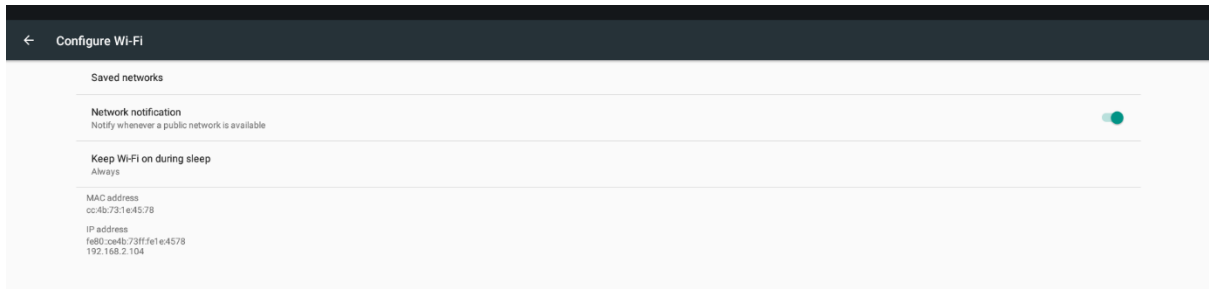 Configure Wi-Fi
Saved networks
Network notification
Notify whenever a public network is available
Keep Wi-Fi on during sleep
Always
MAC address
cc:4b:73:1e:45:78
IP address
fe80::ce4b:73ff:fe1e:4578
192.168.2.104